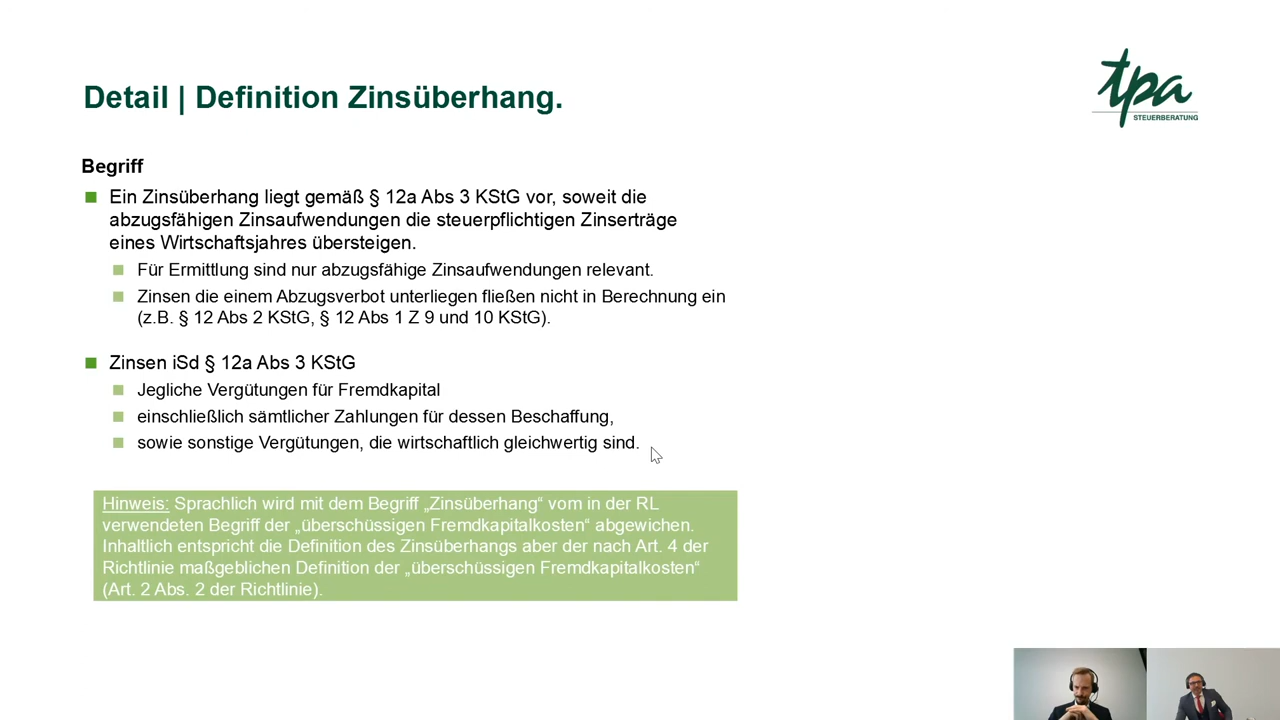 Detail | Definition Zinsüberhang.
tpa
STEUERBERATUNG
Begriff
Ein Zinsüberhang liegt gemäß § 12a Abs 3 KStG vor, soweit die
abzugsfähigen Zinsaufwendungen die steuerpflichtigen Zinserträge
eines Wirtschaftsjahres übersteigen.
Für Ermittlung sind nur abzugsfähige Zinsaufwendungen relevant.
Zinsen die einem Abzugsverbot unterliegen fließen nicht in Berechnung ein
(z.B. § 12 Abs 2 KStG, § 12 Abs 1 Z 9 und 10 KStG).
Zinsen iSd § 12a Abs 3 KStG
Jegliche Vergütungen für Fremdkapital
einschließlich sämtlicher Zahlungen für dessen Beschaffung,
sowie sonstige Vergütungen, die wirtschaftlich gleichwertig sind.
Hinweis: Sprachlich wird mit dem Begriff „Zinsüberhang“ vom in der RL
verwendeten Begriff der „überschüssigen Fremdkapitalkosten“ abgewichen.
Inhaltlich entspricht die Definition des Zinsüberhangs aber der nach Art. 4 der
Richtlinie maßgeblichen Definition der „überschüssigen Fremdkapitalkosten“
(Art. 2 Abs. 2 der Richtlinie).